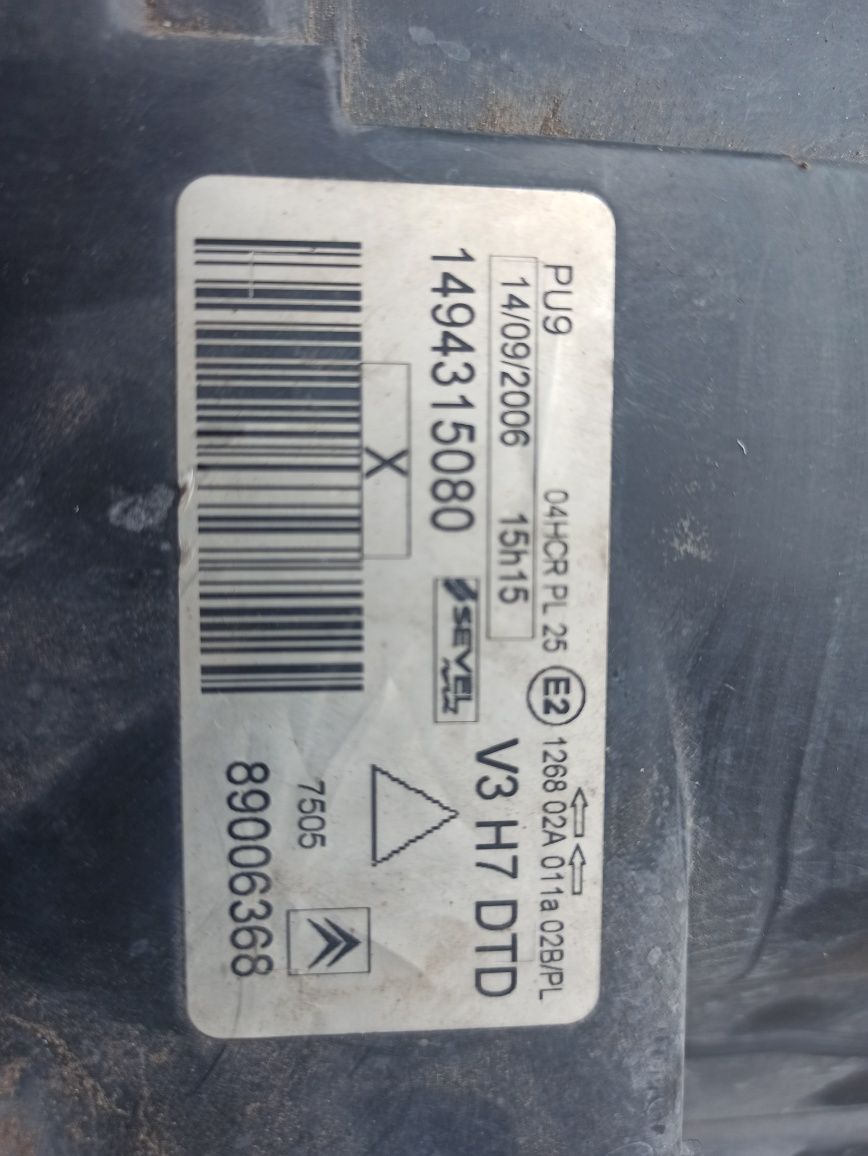 PU9 04HCR PL 25 E2 1268 02A 011a 02B/PL
14/09/2006 15h15 V3 H7 DTD
1494315080 SEVEL
X
7505
89006368